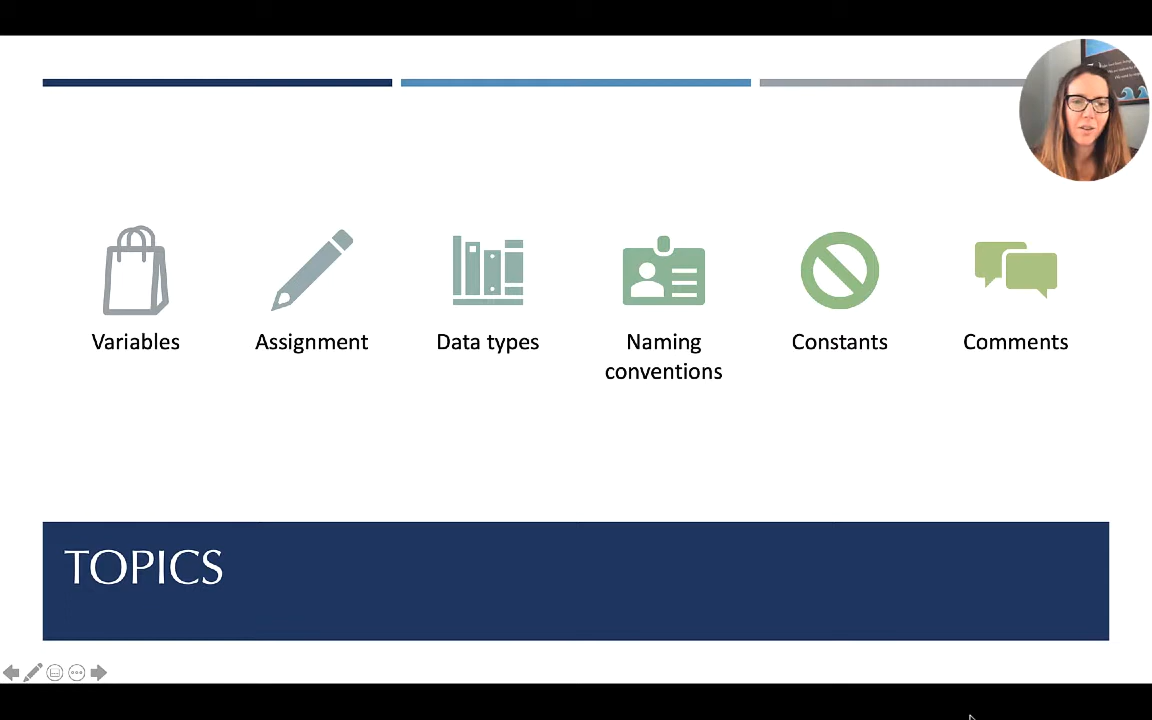 Variables
Assignment
Data types
Naming
conventions
Constants
Comments
TOPICS